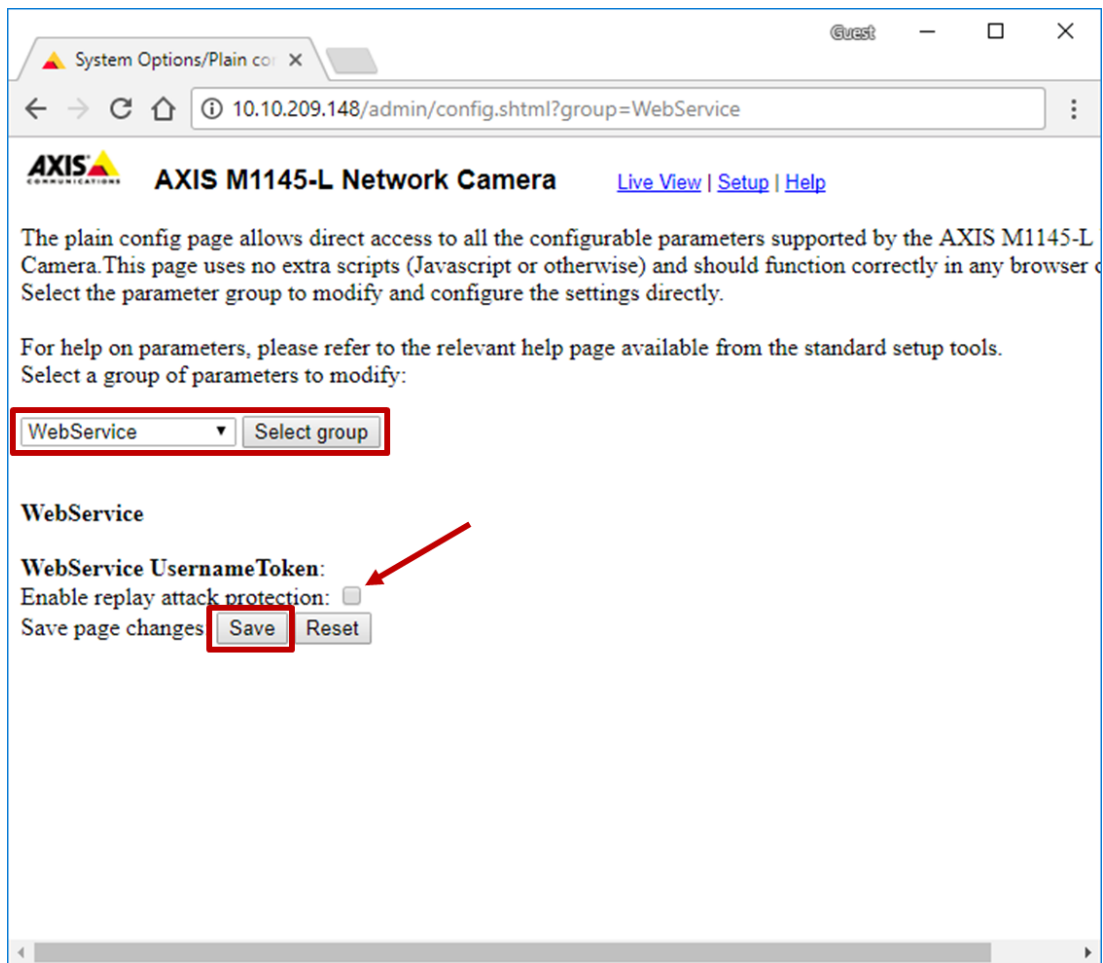 Guest
System Options/Plain cor
10.10.209.148/admin/config.shtml?group=WebService
AXIS
COMMUNICATIONS
AXIS M1145-L Network Camera Live View | Setup | Help
The plain config page allows direct access to all the configurable parameters supported by the AXIS M1145-L
Camera.This page uses no extra scripts (Javascript or otherwise) and should function correctly in any browser
Select the parameter group to modify and configure the settings directly.
For help on parameters, please refer to the relevant help page available from the standard setup tools.
Select a group of parameters to modify:
WebService Select group
WebService
WebService UsernameToken:
Enable replay attack protection:
Save page changes Save Reset